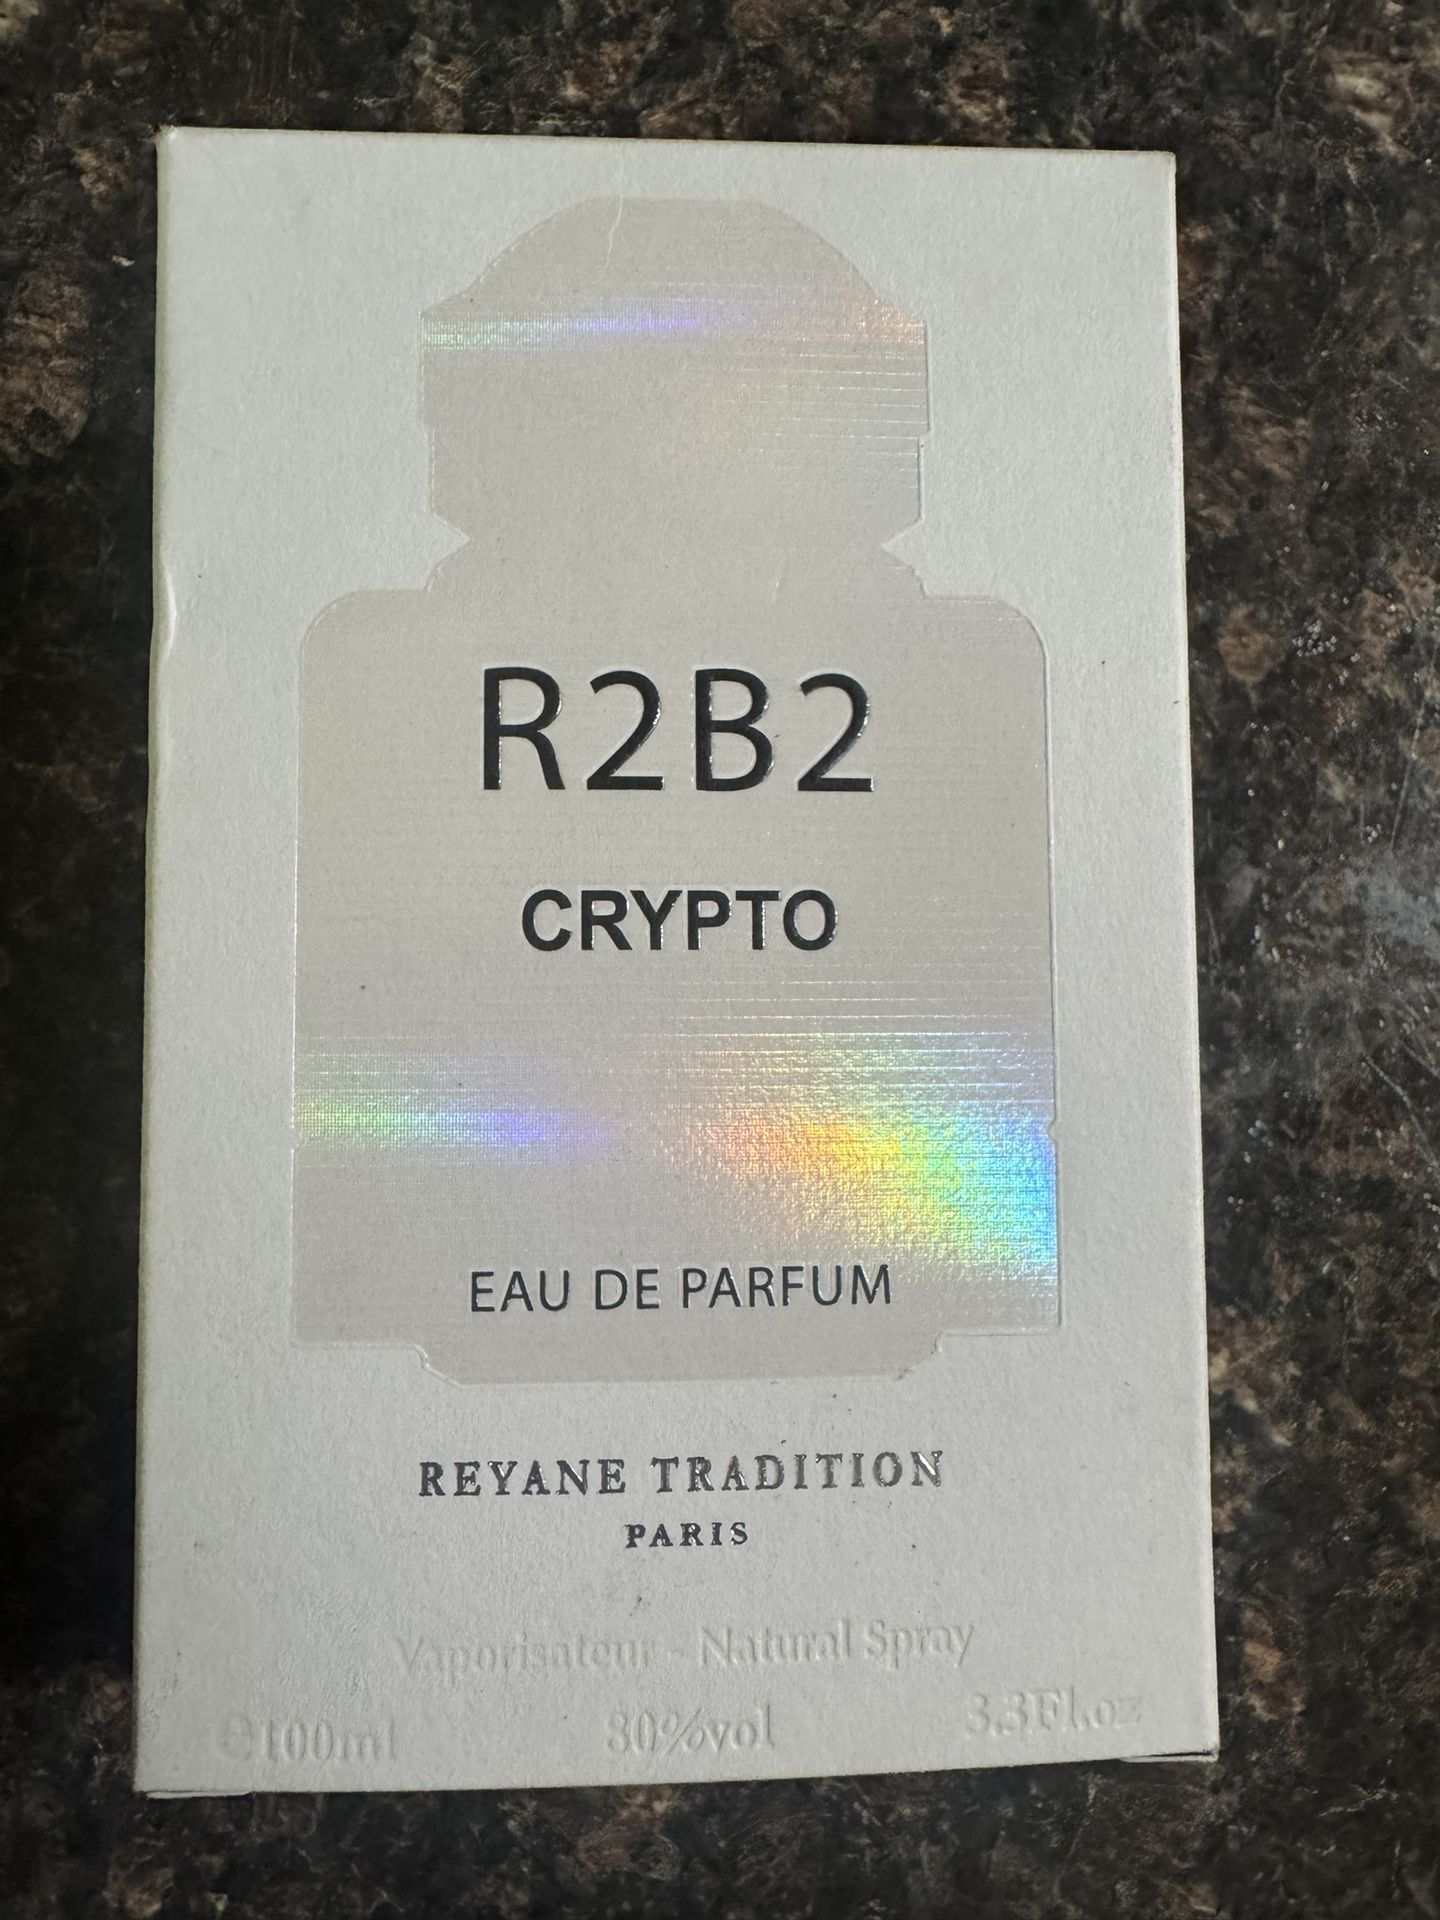 R2B2
CRYPTO
EAU DE PARFUM
REYANE TRADITION
PARIS
Vaporisateur - Natural Spray
℮100ml 80%vol 3.3Fl.oz